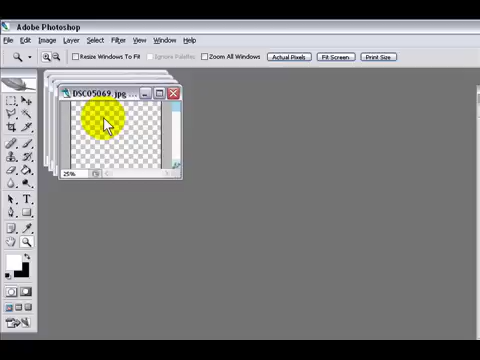 Adobe Photoshop
File Edit Image Layer Select Filter View Window Help
Resize Windows To Fit Ignore Palettes Zoom All Windows Actual Pixels Fit Screen Print Size
DSC05069.jpg ...
25%
T